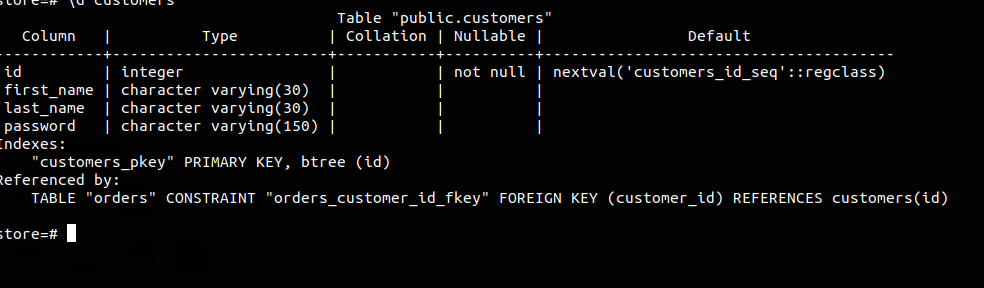 store=# \d customers
                                      Table "public.customers"
   Column   |          Type          | Collation | Nullable |                Default
------------+------------------------+-----------+----------+---------------------------------------
 id         | integer                |           | not null | nextval('customers_id_seq'::regclass)
 first_name | character varying(30)  |           |          |
 last_name  | character varying(30)  |           |          |
 password   | character varying(150) |           |          |
Indexes:
    "customers_pkey" PRIMARY KEY, btree (id)
Referenced by:
    TABLE "orders" CONSTRAINT "orders_customer_id_fkey" FOREIGN KEY (customer_id) REFERENCES customers(id)
store=#